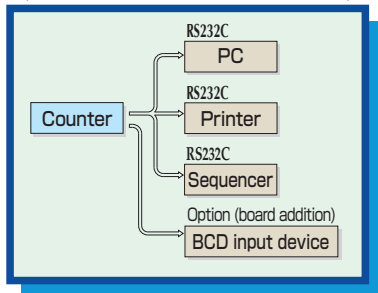 RS232C
PC
RS232C
Counter
Printer
RS232C
Sequencer
Option (board addition)
BCD input device